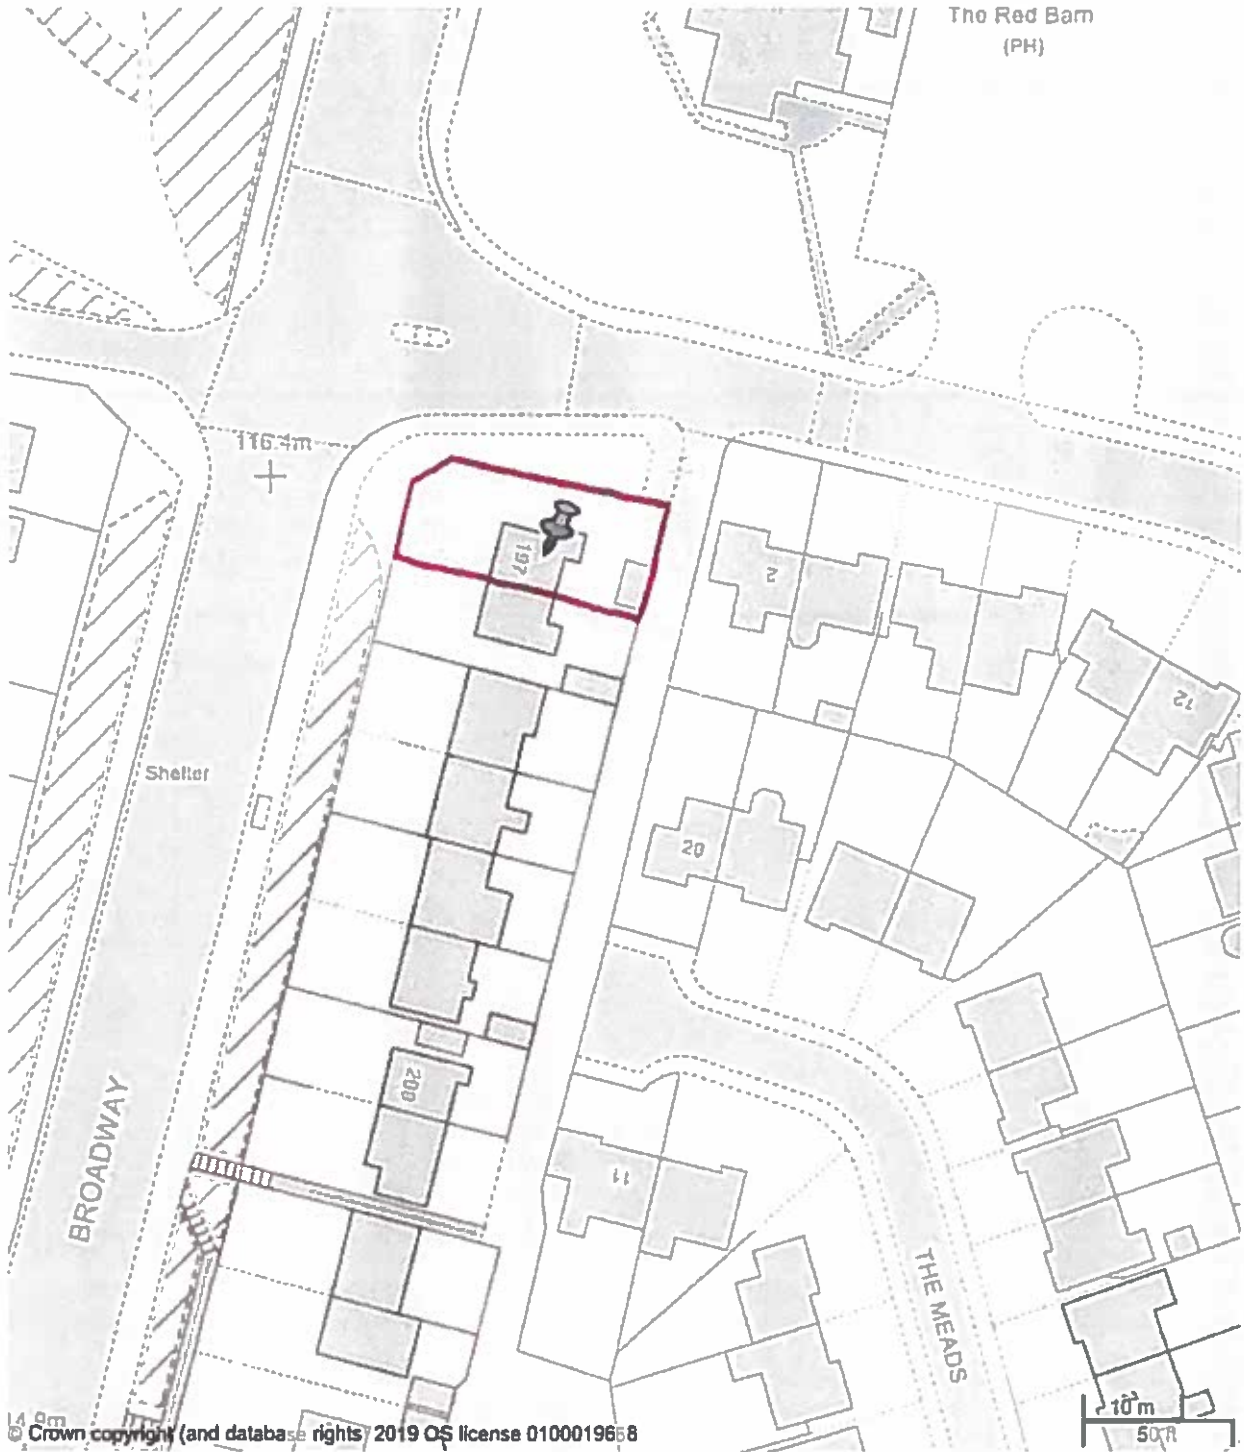 The Red Barn
(PH)
116.4m
197
2
12
Shelter
20
208
BROADWAY
11
THE MEADS
10 m
50 ft
© Crown copyright (and database rights) 2019 OS license 0100019668